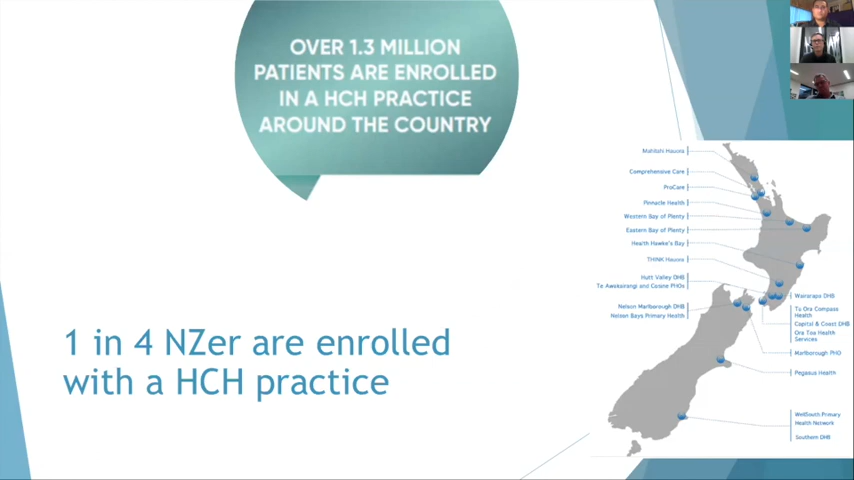 OVER 1.3 MILLION
PATIENTS ARE ENROLLED
IN A HCH PRACTICE
AROUND THE COUNTRY
1 in 4 NZer are enrolled
with a HCH practice
Mahitahi Hauora
Comprehensive Care
ProCare
Pinnacle Health
Western Bay of Plenty
Eastern Bay of Plenty
Health Hawke's Bay
THINK Hauora
Hutt Valley DHB
Te Awakairangi and Cosine PHOs
Nelson Marlborough DHB
Nelson Bays Primary Health
Wairarapa DHB
Tu Ora Compass
Health
Capital & Coast DHB
Ora Toa Health
Services
Marlborough PHO
Pegasus Health
WellSouth Primary
Health Network
Southern DHB